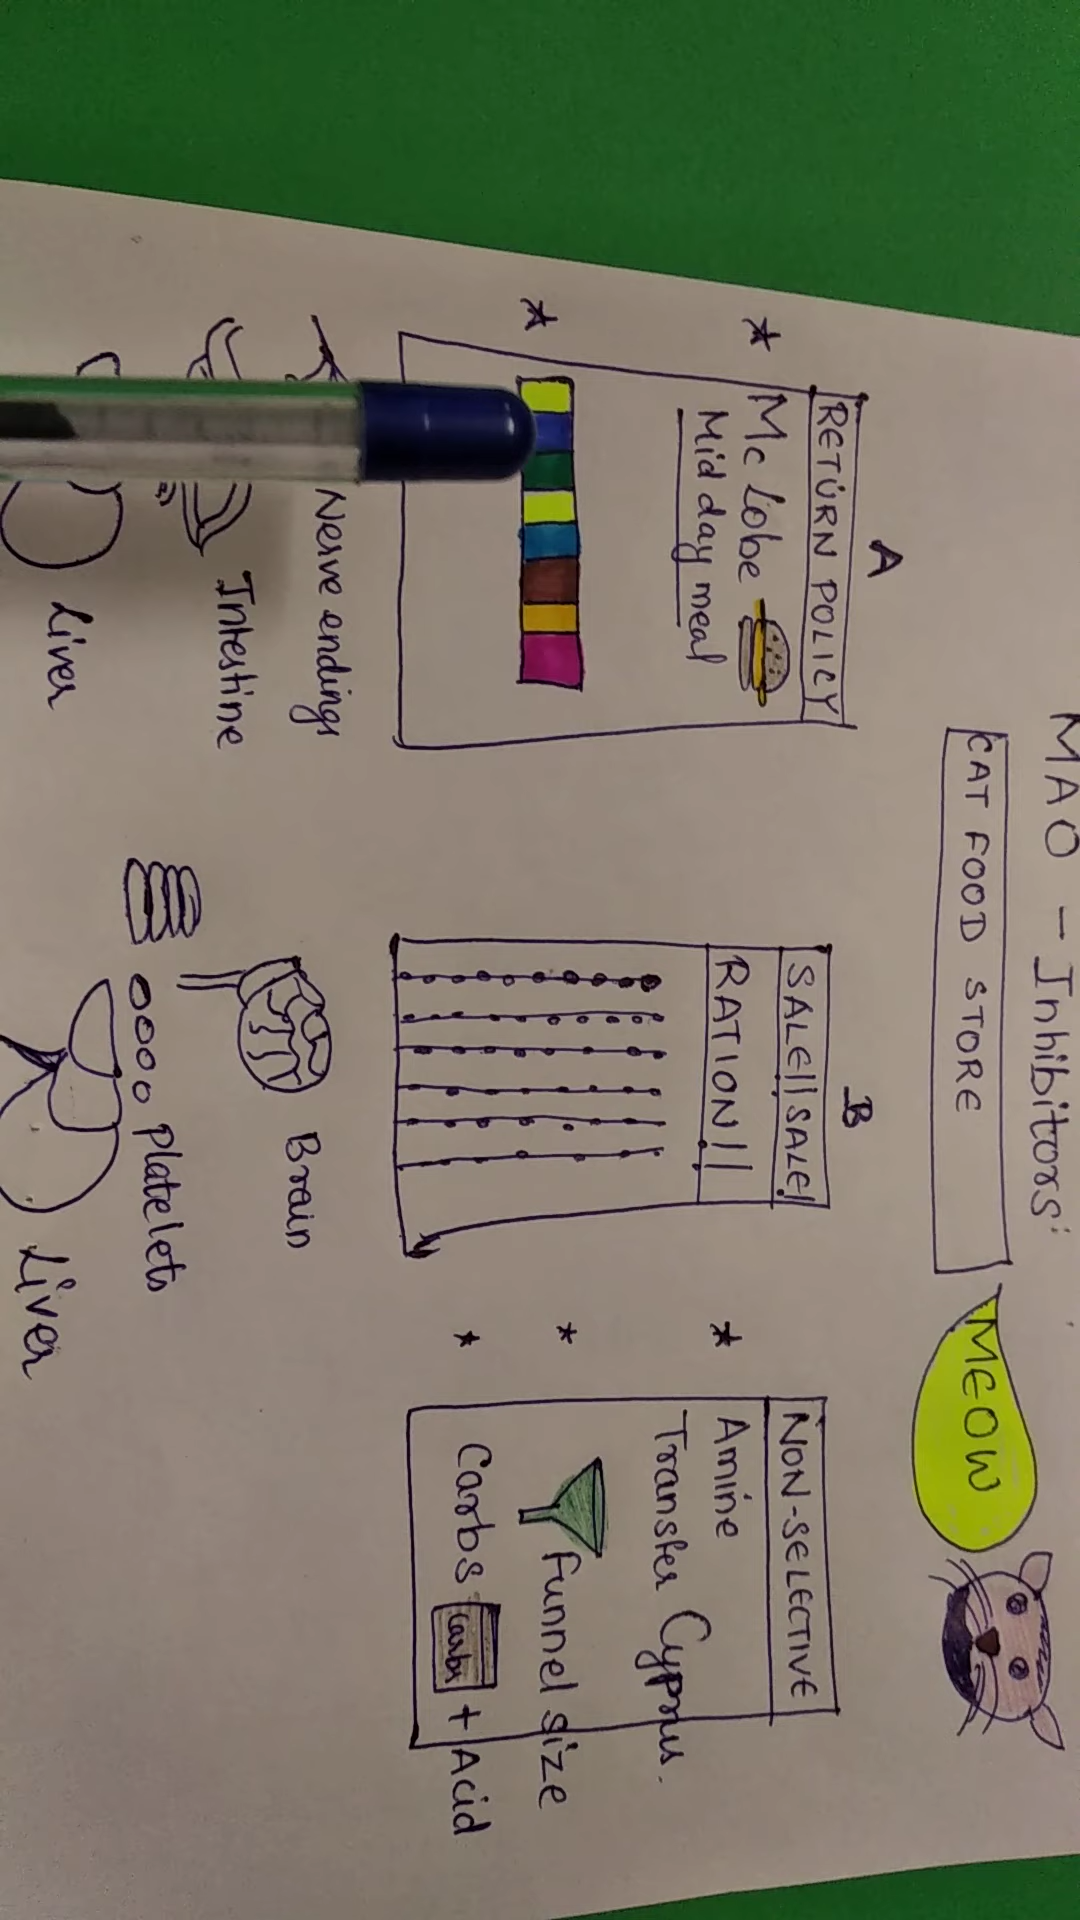 MAO - Inhibitors:
CAT FOOD STORE
MEOW
A
RETURN POLICY
Mc Lobe
Mid day meal
Nerve endings
Intestine
Liver
B
SALE!! SALE!
RATION!!
Brain
Platelets
Liver
NON-SELECTIVE
Amine
Transfer Cyprus.
Funnel Size
Carbs Carbs + Acid